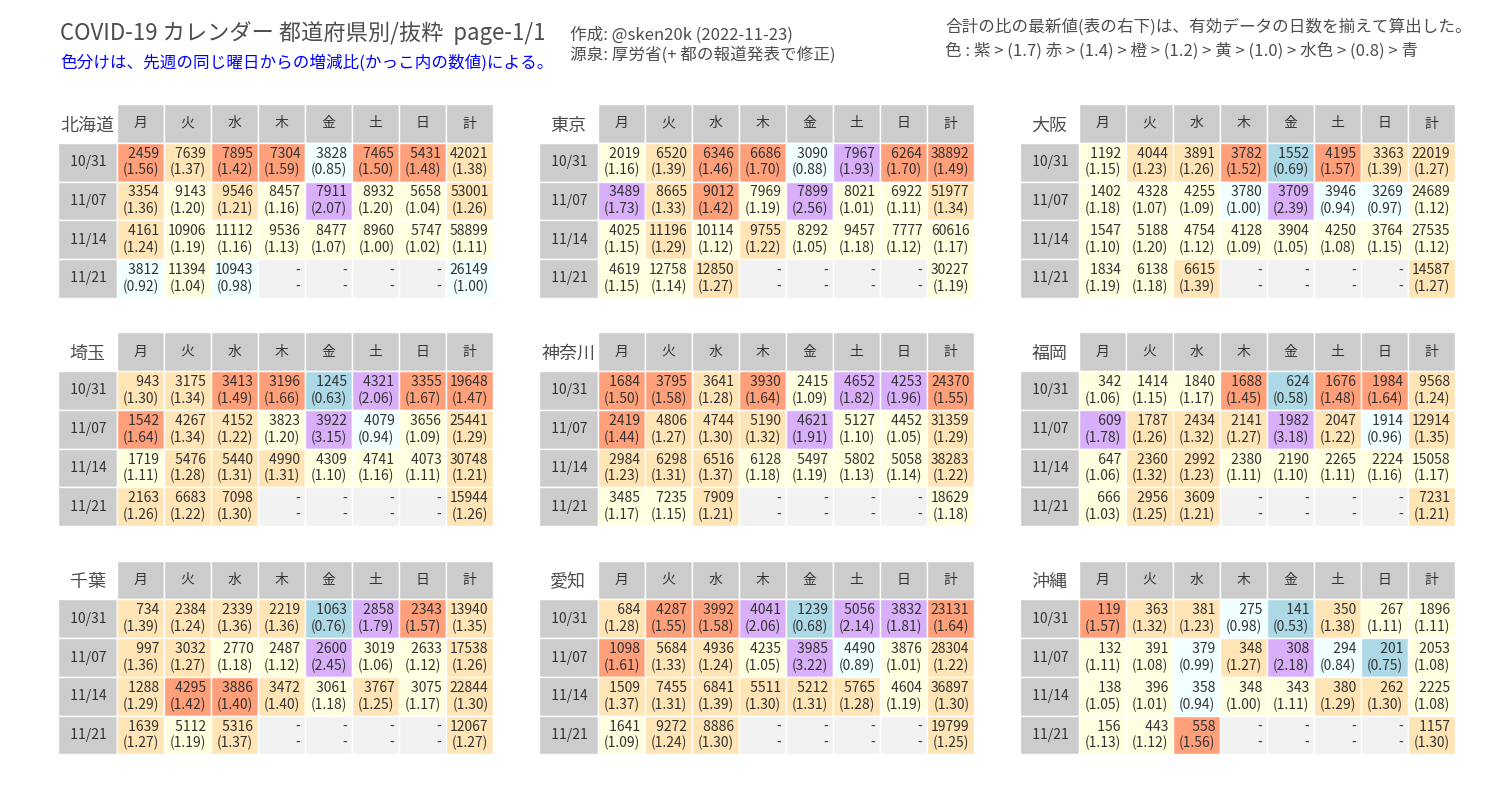 COVID-19 カレンダー 都道府県別/抜粋 page-1/1
色分けは、先週の同じ曜日からの増減比(かっこ内の数値)による。
作成: @sken20k (2022-11-23)
源泉: 厚労省(+ 都の報道発表で修正)
合計の比の最新値(表の右下)は、有効データの日数を揃えて算出した。
色 : 紫 > (1.7) 赤 > (1.4) > 橙 > (1.2) > 黄 > (1.0) > 水色 > (0.8) > 青
北海道 月 火 水 木 金 土 日 計
10/31 2459 7639 7895 7304 3828 7465 5431 42021
(1.56) (1.37) (1.42) (1.59) (0.85) (1.50) (1.48) (1.38)
11/07 3354 9143 9546 8457 7911 8932 5658 53001
(1.36) (1.20) (1.21) (1.16) (2.07) (1.20) (1.04) (1.26)
11/14 4161 10906 11112 9536 8477 8960 5747 58899
(1.24) (1.19) (1.16) (1.13) (1.07) (1.00) (1.02) (1.11)
11/21 3812 11394 10943 - - - - 26149
(0.92) (1.04) (0.98) - - - - (1.00)
東京 月 火 水 木 金 土 日 計
10/31 2019 6520 6346 6686 3090 7967 6264 38892
(1.16) (1.39) (1.46) (1.70) (0.88) (1.93) (1.70) (1.49)
11/07 3489 8665 9012 7969 7899 8021 6922 51977
(1.73) (1.33) (1.42) (1.19) (2.56) (1.01) (1.11) (1.34)
11/14 4025 11196 10114 9755 8292 9457 7777 60616
(1.15) (1.29) (1.12) (1.22) (1.05) (1.18) (1.12) (1.17)
11/21 4619 12758 12850 - - - - 30227
(1.15) (1.14) (1.27) - - - - (1.19)
大阪 月 火 水 木 金 土 日 計
10/31 1192 4044 3891 3782 1552 4195 3363 22019
(1.15) (1.23) (1.26) (1.52) (0.69) (1.57) (1.39) (1.27)
11/07 1402 4328 4255 3780 3709 3946 3269 24689
(1.18) (1.07) (1.09) (1.00) (2.39) (0.94) (0.97) (1.12)
11/14 1547 5188 4754 4128 3904 4250 3764 27535
(1.10) (1.20) (1.12) (1.09) (1.05) (1.08) (1.15) (1.12)
11/21 1834 6138 6615 - - - - 14587
(1.19) (1.18) (1.39) - - - - (1.27)
埼玉 月 火 水 木 金 土 日 計
10/31 943 3175 3413 3196 1245 4321 3355 19648
(1.30) (1.34) (1.49) (1.66) (0.63) (2.06) (1.67) (1.47)
11/07 1542 4267 4152 3823 3922 4079 3656 25441
(1.64) (1.34) (1.22) (1.20) (3.15) (0.94) (1.09) (1.29)
11/14 1719 5476 5440 4990 4309 4741 4073 30748
(1.11) (1.28) (1.31) (1.31) (1.10) (1.16) (1.11) (1.21)
11/21 2163 6683 7098 - - - - 15944
(1.26) (1.22) (1.30) - - - - (1.26)
神奈川 月 火 水 木 金 土 日 計
10/31 1684 3795 3641 3930 2415 4652 4253 24370
(1.50) (1.58) (1.28) (1.64) (1.09) (1.82) (1.96) (1.55)
11/07 2419 4806 4744 5190 4621 5127 4452 31359
(1.44) (1.27) (1.30) (1.32) (1.91) (1.10) (1.05) (1.29)
11/14 2984 6298 6516 6128 5497 5802 5058 38283
(1.23) (1.31) (1.37) (1.18) (1.19) (1.13) (1.14) (1.22)
11/21 3485 7235 7909 - - - - 18629
(1.17) (1.15) (1.21) - - - - (1.18)
福岡 月 火 水 木 金 土 日 計
10/31 342 1414 1840 1688 624 1676 1984 9568
(1.06) (1.15) (1.17) (1.45) (0.58) (1.48) (1.64) (1.24)
11/07 609 1787 2434 2141 1982 2047 1914 12914
(1.78) (1.26) (1.32) (1.27) (3.18) (1.22) (0.96) (1.35)
11/14 647 2360 2992 2380 2190 2265 2224 15058
(1.06) (1.32) (1.23) (1.11) (1.10) (1.11) (1.16) (1.17)
11/21 666 2956 3609 - - - - 7231
(1.03) (1.25) (1.21) - - - - (1.21)
千葉 月 火 水 木 金 土 日 計
10/31 734 2384 2339 2219 1063 2858 2343 13940
(1.39) (1.24) (1.36) (1.36) (0.76) (1.79) (1.57) (1.35)
11/07 997 3032 2770 2487 2600 3019 2633 17538
(1.36) (1.27) (1.18) (1.12) (2.45) (1.06) (1.12) (1.26)
11/14 1288 4295 3886 3472 3061 3767 3075 22844
(1.29) (1.42) (1.40) (1.40) (1.18) (1.25) (1.17) (1.30)
11/21 1639 5112 5316 - - - - 12067
(1.27) (1.19) (1.37) - - - - (1.27)
愛知 月 火 水 木 金 土 日 計
10/31 684 4287 3992 4041 1239 5056 3832 23131
(1.28) (1.55) (1.58) (2.06) (0.68) (2.14) (1.81) (1.64)
11/07 1098 5684 4936 4235 3985 4490 3876 28304
(1.61) (1.33) (1.24) (1.05) (3.22) (0.89) (1.01) (1.22)
11/14 1509 7455 6841 5511 5212 5765 4604 36897
(1.37) (1.31) (1.39) (1.30) (1.31) (1.28) (1.19) (1.30)
11/21 1641 9272 8886 - - - - 19799
(1.09) (1.24) (1.30) - - - - (1.25)
沖縄 月 火 水 木 金 土 日 計
10/31 119 363 381 275 141 350 267 1896
(1.57) (1.32) (1.23) (0.98) (0.53) (1.38) (1.11) (1.11)
11/07 132 391 379 348 308 294 201 2053
(1.11) (1.08) (0.99) (1.27) (2.18) (0.84) (0.75) (1.08)
11/14 138 396 358 348 343 380 262 2225
(1.05) (1.01) (0.94) (1.00) (1.11) (1.29) (1.30) (1.08)
11/21 156 443 558 - - - - 1157
(1.13) (1.12) (1.56) - - - - (1.30)